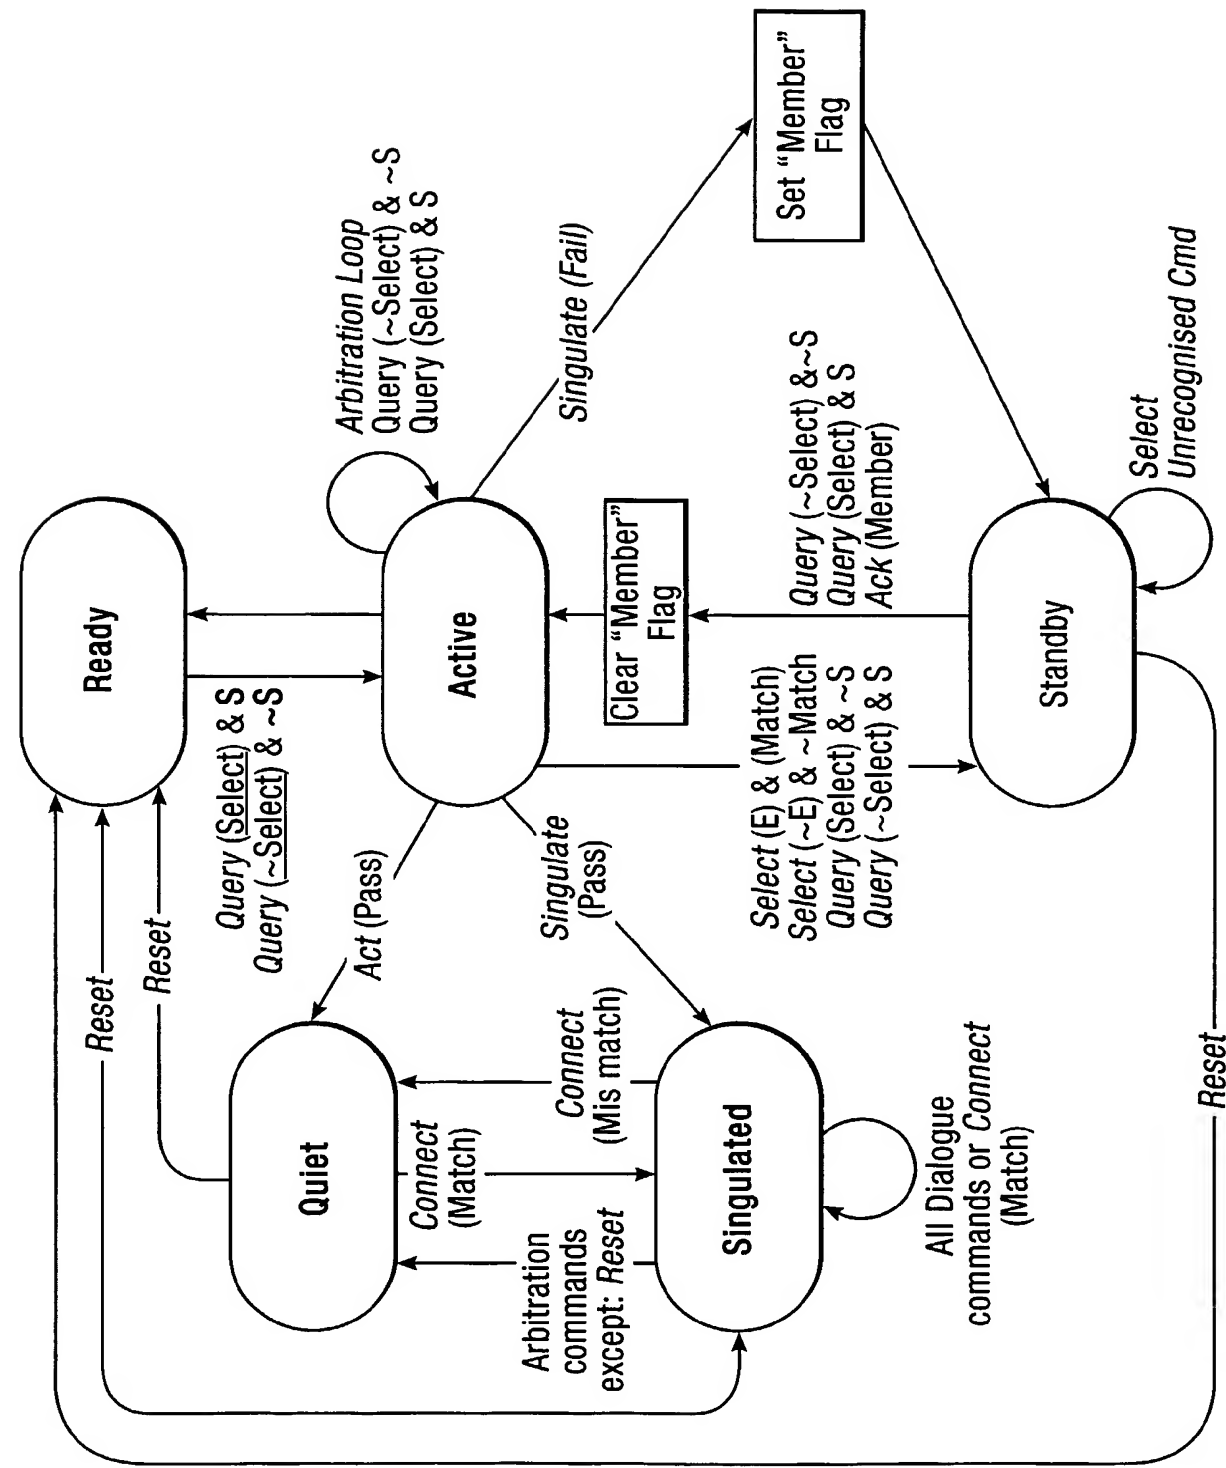 Ready
Reset
Reset
Query (Select) & S
Query (~Select) & ~S
Arbitration Loop
Query (~Select) & ~S
Query (Select) & S
Quiet
Act (Pass)
Active
Singulate (Fail)
Connect
(Match)
Connect
(Mis match)
Singulate
(Pass)
Clear “Member”
Flag
Set “Member”
Flag
Arbitration
commands
except: Reset
Singulated
Select (E) & (Match)
Select (~E) & ~Match
Query (Select) & ~S
Query (~Select) & S
Query (~Select) &~S
Query (Select) & S
Ack (Member)
All Dialogue
commands or Connect
(Match)
Standby
Select
Unrecognised Cmd
Reset